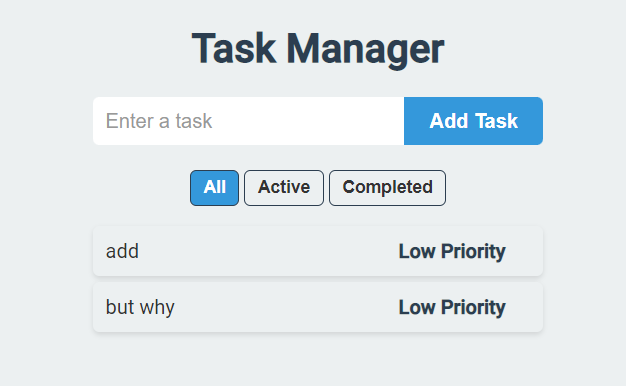 Task Manager
Enter a task Add Task
All Active Completed
add Low Priority
but why Low Priority